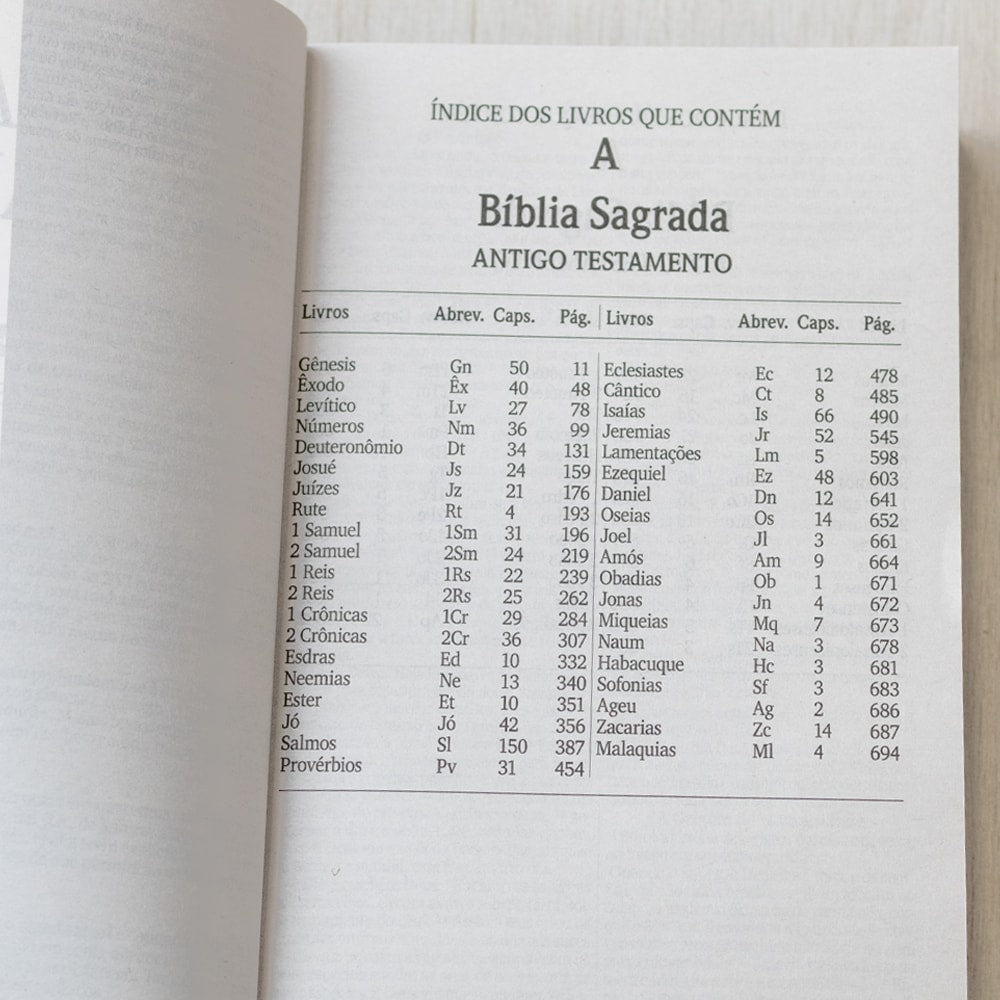 ÍNDICE DOS LIVROS QUE CONTÉM
A
Bíblia Sagrada
ANTIGO TESTAMENTO
Livros Abrev. Caps. Pág. Livros Abrev. Caps. Pág.
Gênesis Gn 50 11 Eclesiastes Ec 12 478
Êxodo Êx 40 48 Cântico Ct 8 485
Levítico Lv 27 78 Isaías Is 66 490
Números Nm 36 99 Jeremias Jr 52 545
Deuteronômio Dt 34 131 Lamentações Lm 5 598
Josué Js 24 159 Ezequiel Ez 48 603
Juízes Jz 21 176 Daniel Dn 12 641
Rute Rt 4 193 Oseias Os 14 652
1 Samuel 1Sm 31 196 Joel Jl 3 661
2 Samuel 2Sm 24 219 Amós Am 9 664
1 Reis 1Rs 22 239 Obadias Ob 1 671
2 Reis 2Rs 25 262 Jonas Jn 4 672
1 Crônicas 1Cr 29 284 Miqueias Mq 7 673
2 Crônicas 2Cr 36 307 Naum Na 3 678
Esdras Ed 10 332 Habacuque Hc 3 681
Neemias Ne 13 340 Sofonias Sf 3 683
Ester Et 10 351 Ageu Ag 2 686
Jó Jó 42 356 Zacarias Zc 14 687
Salmos Sl 150 387 Malaquias Ml 4 694
Provérbios Pv 31 454